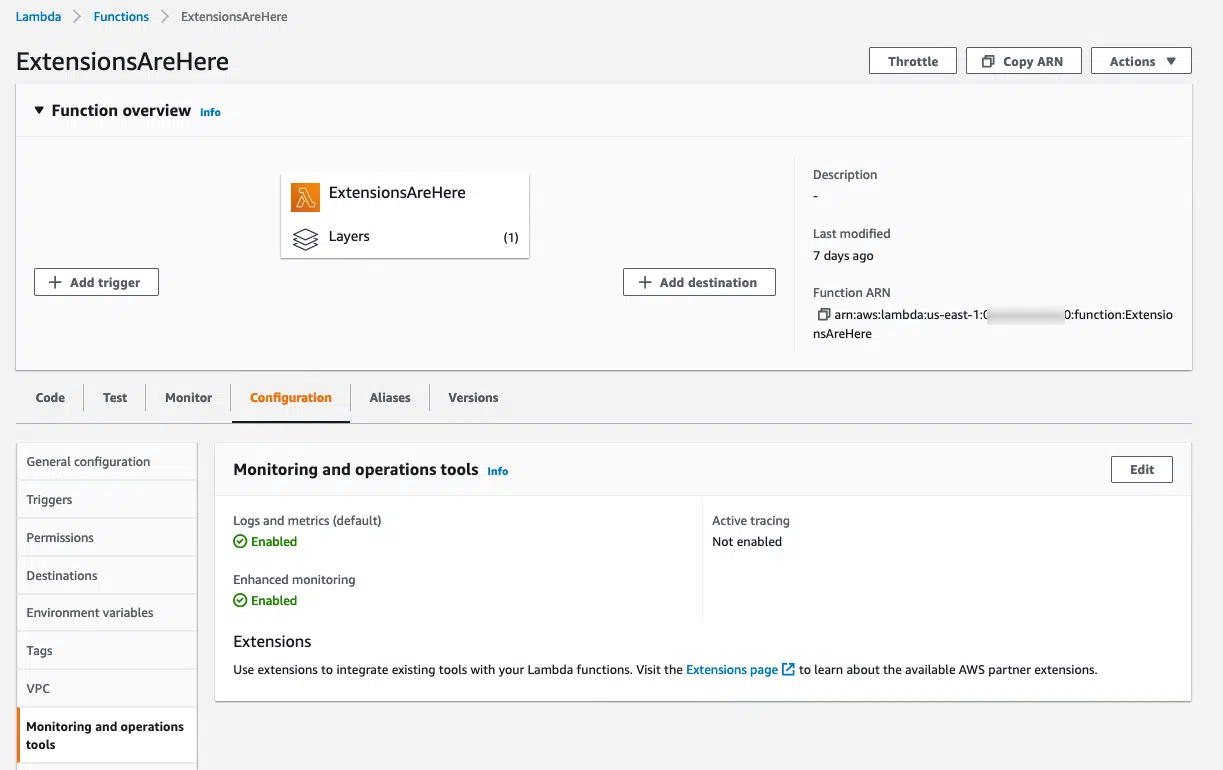 Lambda > Functions > ExtensionsAreHere
ExtensionsAreHere
Throttle
Copy ARN
Actions
Function overview Info
ExtensionsAreHere
Layers (1)
Add trigger
Add destination
Description
-
Last modified
7 days ago
Function ARN
arn:aws:lambda:us-east-1:0 0:function:Extensio
nsAreHere
Code
Test
Monitor
Configuration
Aliases
Versions
General configuration
Triggers
Permissions
Destinations
Environment variables
Tags
VPC
Monitoring and operations
tools
Monitoring and operations tools Info
Edit
Logs and metrics (default)
Enabled
Enhanced monitoring
Enabled
Active tracing
Not enabled
Extensions
Use extensions to integrate existing tools with your Lambda functions. Visit the Extensions page to learn about the available AWS partner extensions.